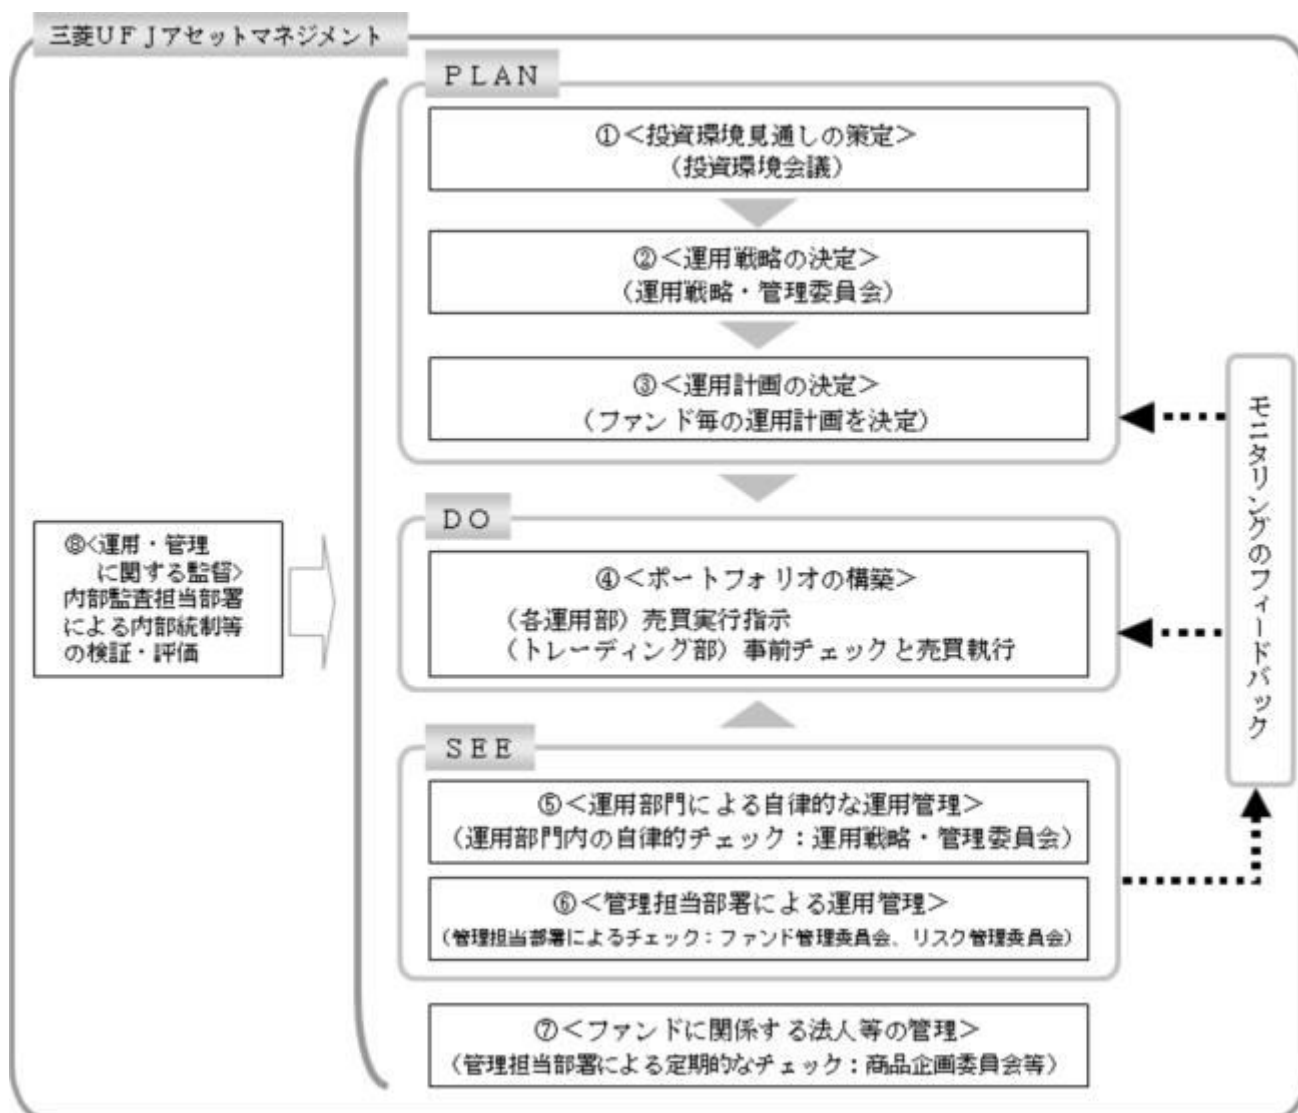 三菱UFJアセットマネジメント
PLAN
①<投資環境見通しの策定>
(投資環境会議)
②<運用戦略の決定>
(運用戦略・管理委員会)
③<運用計画の決定>
(ファンド毎の運用計画を決定)
DO
④<ポートフォリオの構築>
(各運用部)売買実行指示
(トレーディング部)事前チェックと売買執行
SEE
⑤<運用部門による自律的な運用管理>
(運用部門内の自律的チェック:運用戦略・管理委員会)
⑥<管理担当部署による運用管理>
(管理担当部署によるチェック:ファンド管理委員会、リスク管理委員会)
⑦<ファンドに関係する法人等の管理>
(管理担当部署による定期的なチェック:商品企画委員会等)
⑧<運用・管理
に関する監督>
内部監査担当部署
による内部統制等
の検証・評価
モニタリングのフィードバック